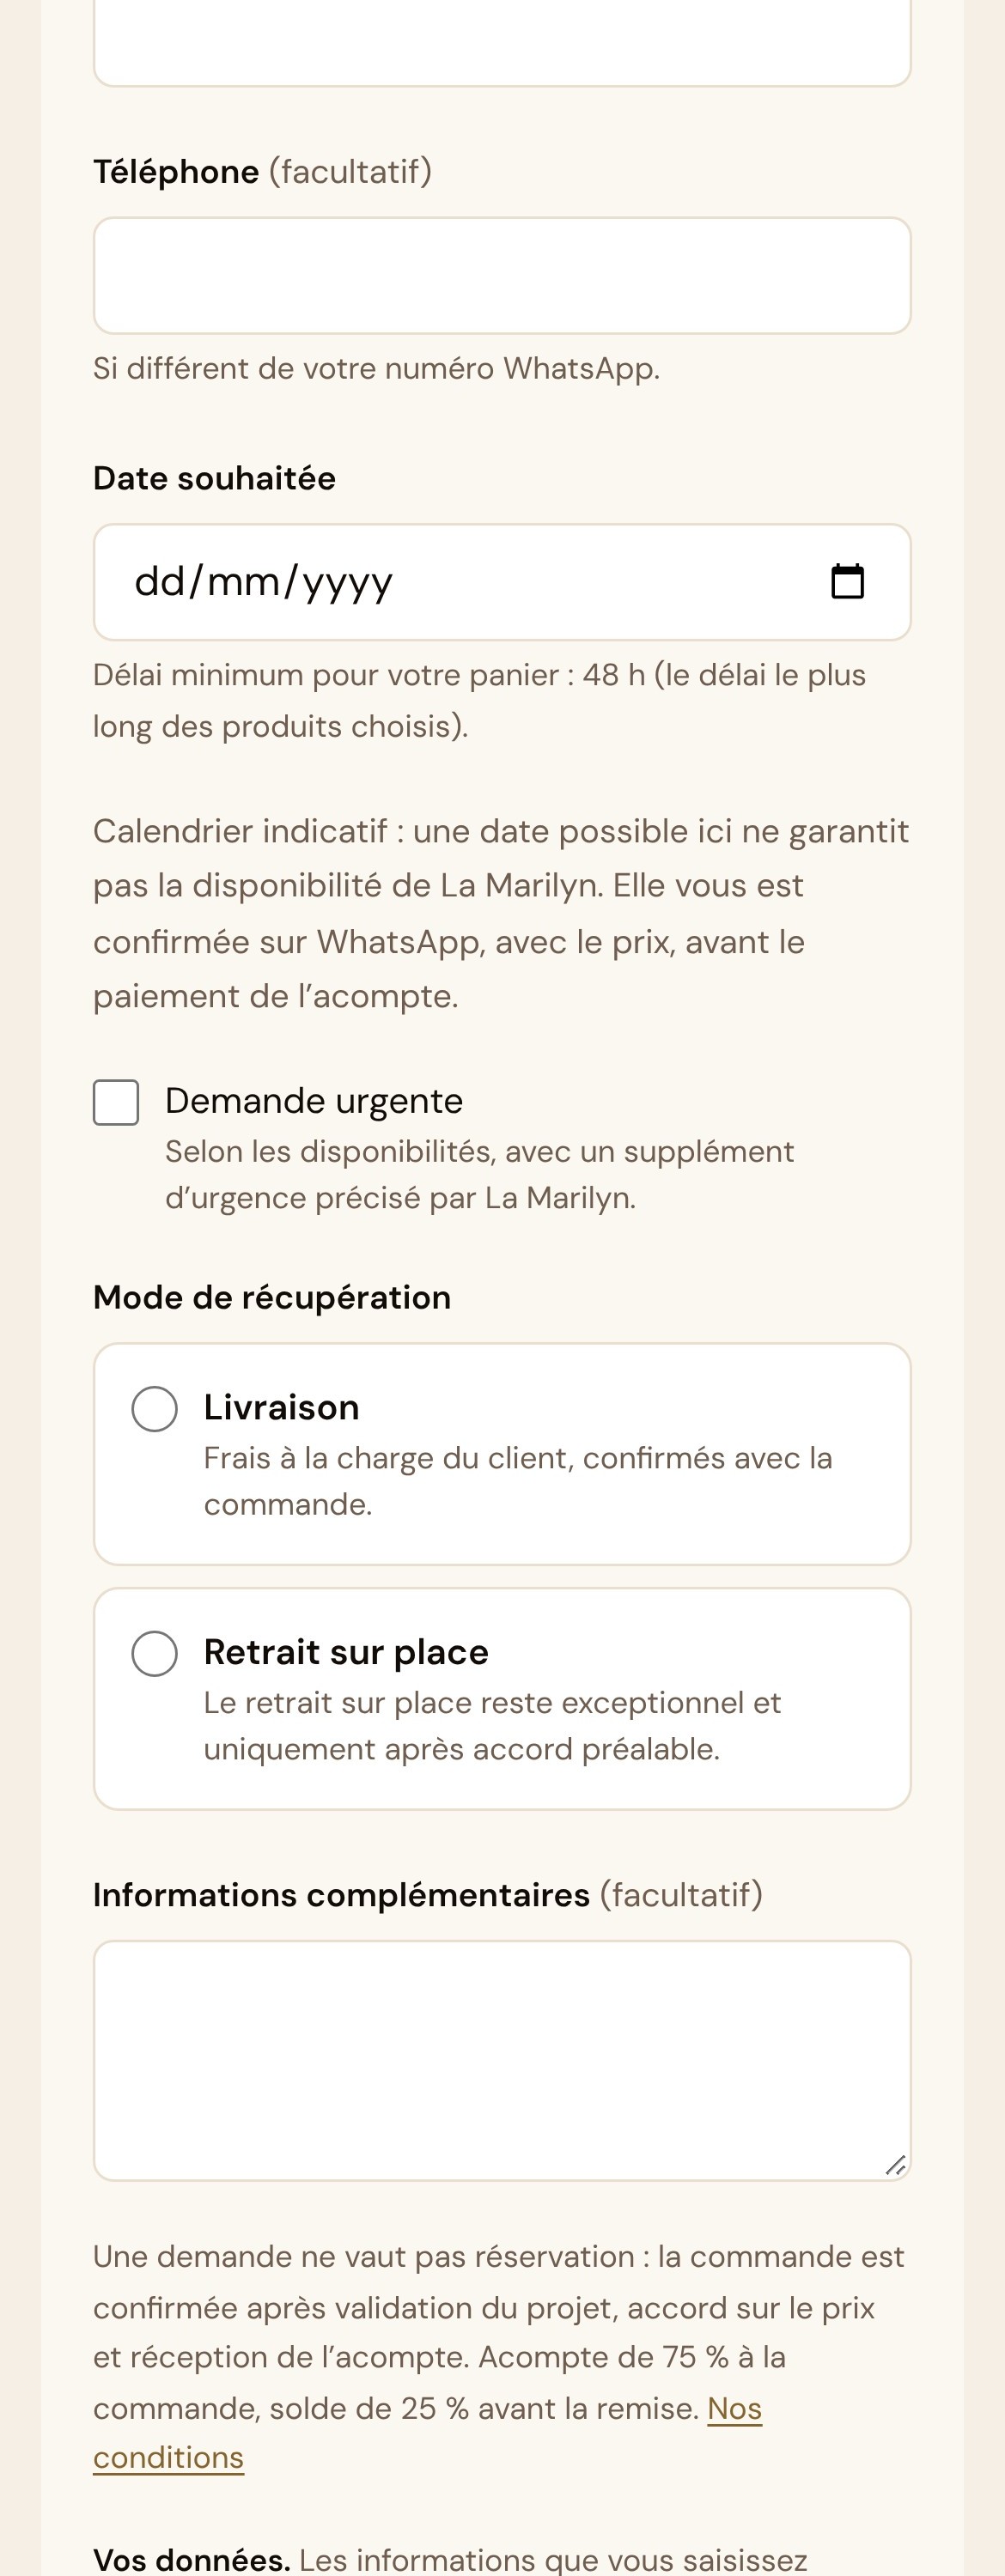 Téléphone (facultatif)
Si différent de votre numéro WhatsApp.
Date souhaitée
dd/mm/yyyy
Délai minimum pour votre panier : 48 h (le délai le plus
long des produits choisis).
Calendrier indicatif : une date possible ici ne garantit
pas la disponibilité de La Marilyn. Elle vous est
confirmée sur WhatsApp, avec le prix, avant le
paiement de l’acompte.
Demande urgente
Selon les disponibilités, avec un supplément
d’urgence précisé par La Marilyn.
Mode de récupération
Livraison
Frais à la charge du client, confirmés avec la
commande.
Retrait sur place
Le retrait sur place reste exceptionnel et
uniquement après accord préalable.
Informations complémentaires (facultatif)
Une demande ne vaut pas réservation : la commande est
confirmée après validation du projet, accord sur le prix
et réception de l’acompte. Acompte de 75 % à la
commande, solde de 25 % avant la remise. Nos
conditions
Vos données. Les informations que vous saisissez